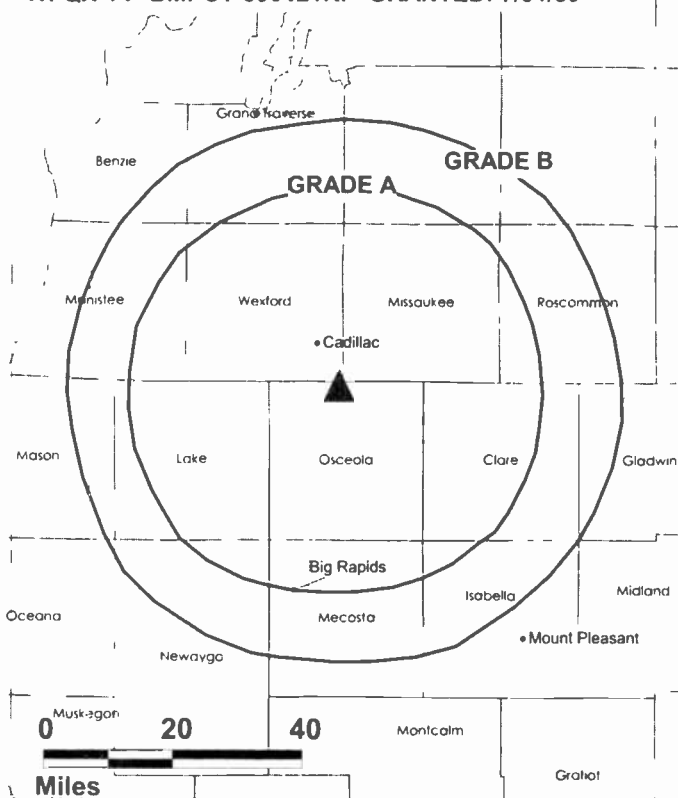 Grand Traverse
Benzie
GRADE B
GRADE A
Manistee
Wexford
Missaukee
Roscommon
•Cadillac
Mason
Lake
Osceola
Clare
Gladwin
Big Rapids
Isabella
Midland
Oceana
Mecosta
•Mount Pleasant
Newaygo
Muskegon
0 20 40
Montcalm
Miles
Gratiot